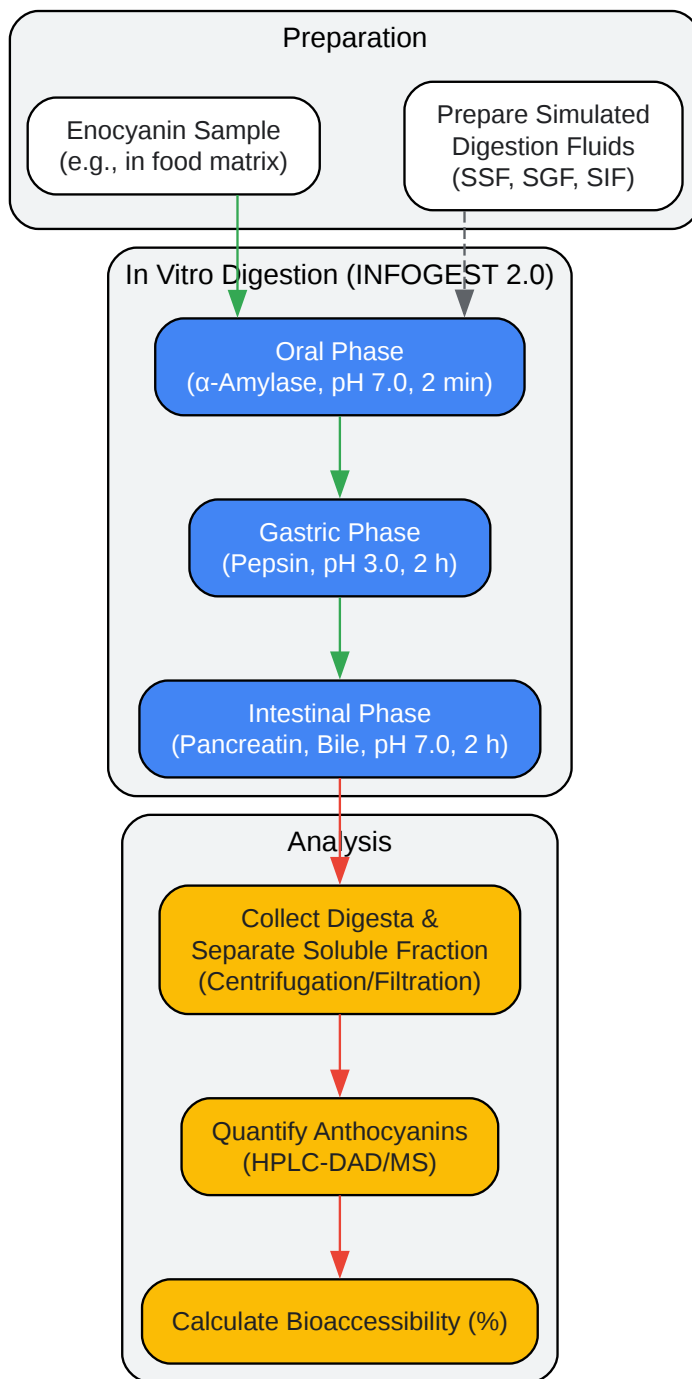 Preparation
Enocyanin Sample
(e.g., in food matrix)
Prepare Simulated
Digestion Fluids
(SSF, SGF, SIF)
In Vitro Digestion (INFOGEST 2.0)
Oral Phase
(α-Amylase, pH 7.0, 2 min)
Gastric Phase
(Pepsin, pH 3.0, 2 h)
Intestinal Phase
(Pancreatin, Bile, pH 7.0, 2 h)
Analysis
Collect Digesta &
Separate Soluble Fraction
(Centrifugation/Filtration)
Quantify Anthocyanins
(HPLC-DAD/MS)
Calculate Bioaccessibility (%)